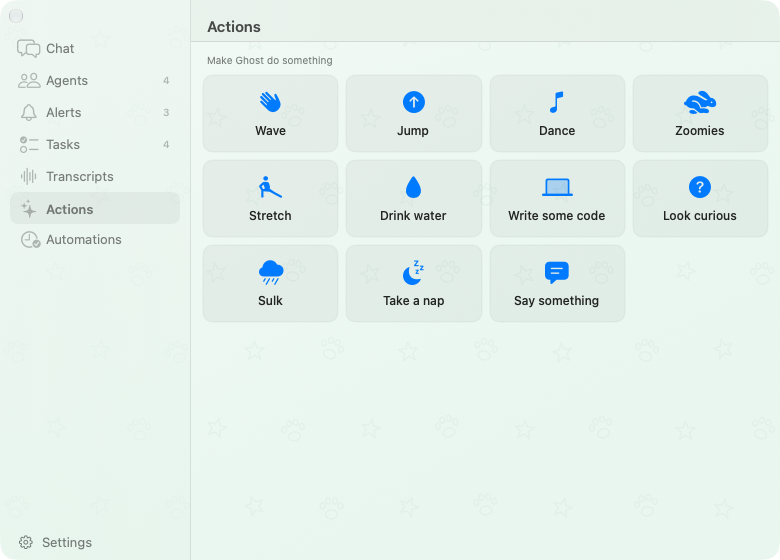 Actions
Chat
Agents 4
Alerts 3
Tasks 4
Transcripts
Actions
Automations
Settings
Make Ghost do something
Wave
Jump
Dance
Zoomies
Stretch
Drink water
Write some code
Look curious
Sulk
Take a nap
Say something